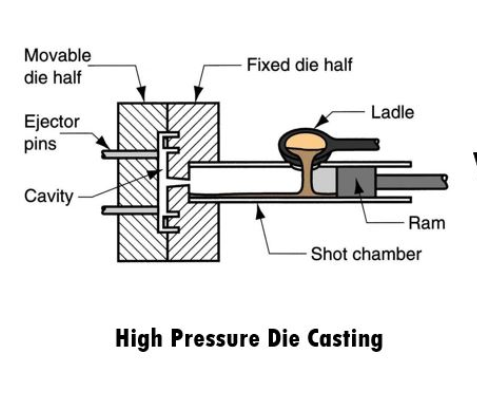 Movable
die half
Fixed die half
Ejector
pins
Ladle
Cavity
Ram
Shot chamber
High Pressure Die Casting